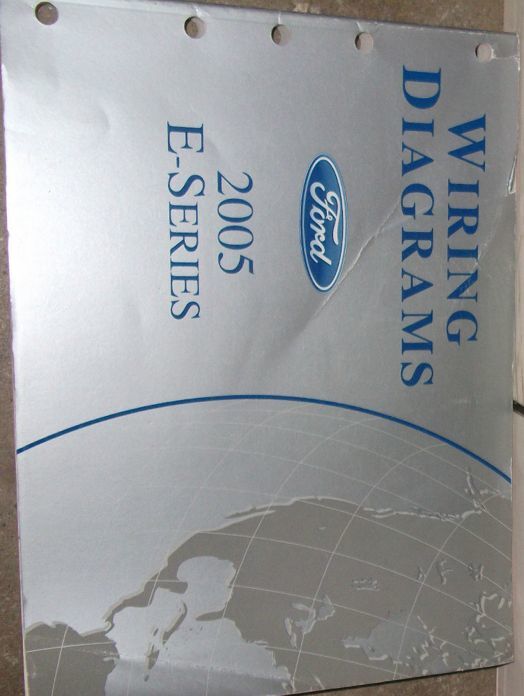 WIRING
DIAGRAMS
Ford
2005
E-SERIES